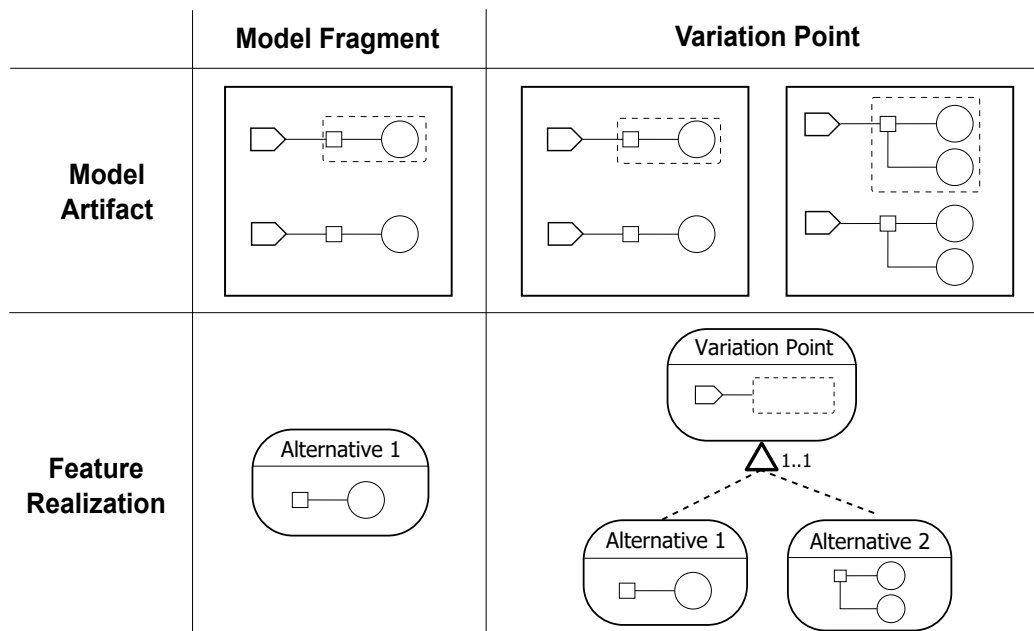 Model Fragment
Variation Point
Model
Artifact
Feature
Realization
Alternative 1
Variation Point
1..1
Alternative 1
Alternative 2